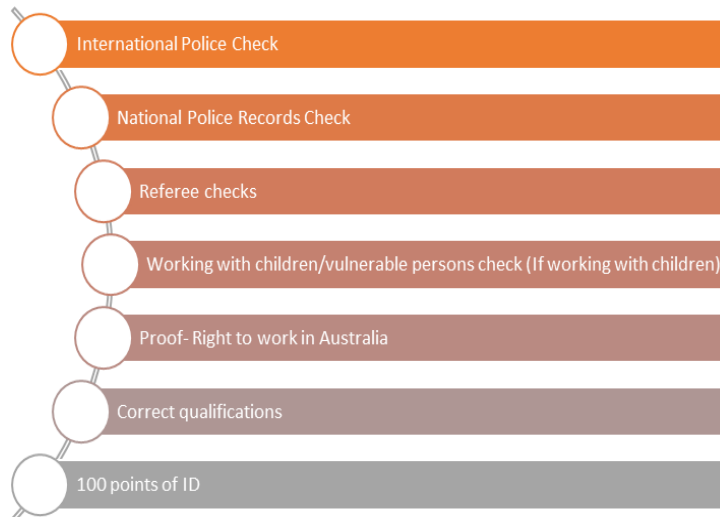 International Police Check
National Police Records Check
Referee checks
Working with children/vulnerable persons check (If working with children)
Proof- Right to work in Australia
Correct qualifications
100 points of ID